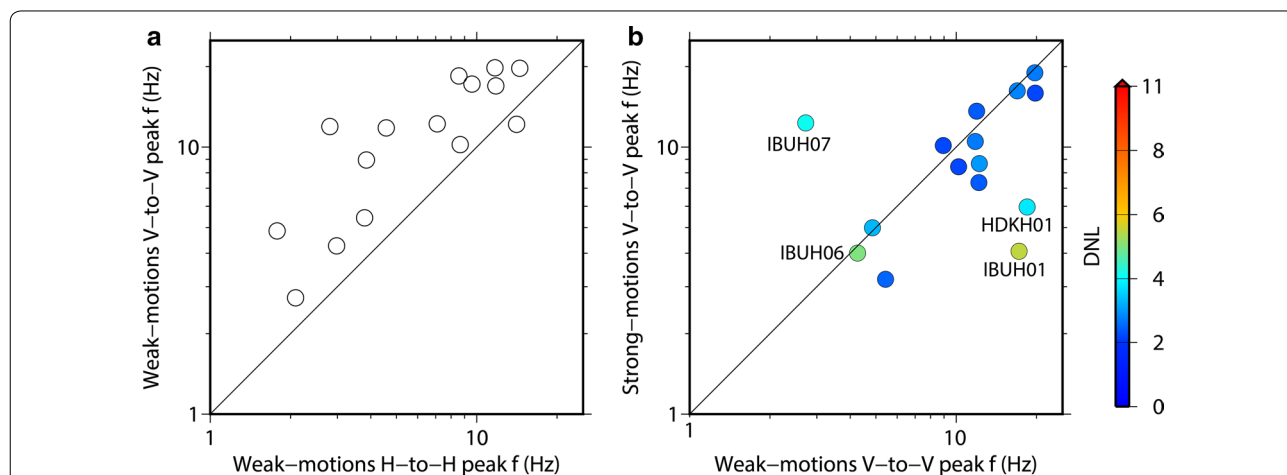 a
Weak−motions V−to−V peak f (Hz)
10
1
1
10
Weak−motions H−to−H peak f (Hz)
b
Strong−motions V−to−V peak f (Hz)
10
1
1
10
Weak−motions V−to−V peak f (Hz)
IBUH07
HDKH01
IBUH06
IBUH01
DNL
11
8
6
4
2
0